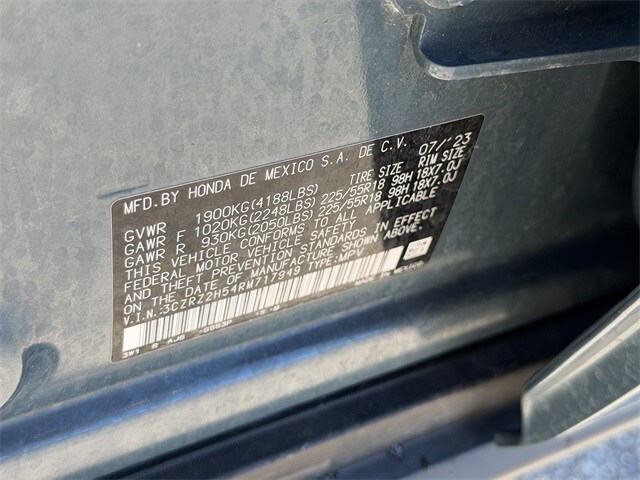 MFD. BY HONDA DE MEXICO S.A. DE C.V. 07/'23
TIRE SIZE RIM SIZE
GVWR 1900KG(4188LBS)
GAWR F 1020KG(2248LBS) 225/55R18 98H 18X7.0J
GAWR R 930KG(2050LBS) 225/55R18 98H 18X7.0J
THIS VEHICLE CONFORMS TO ALL APPLICABLE
FEDERAL MOTOR VEHICLE SAFETY
AND THEFT PREVENTION STANDARDS IN EFFECT
ON THE DATE OF MANUFACTURE SHOWN ABOVE.
V.I.N.:3CZRZ2H54RM717949 TYPE:MPV
MADE IN MEXICO